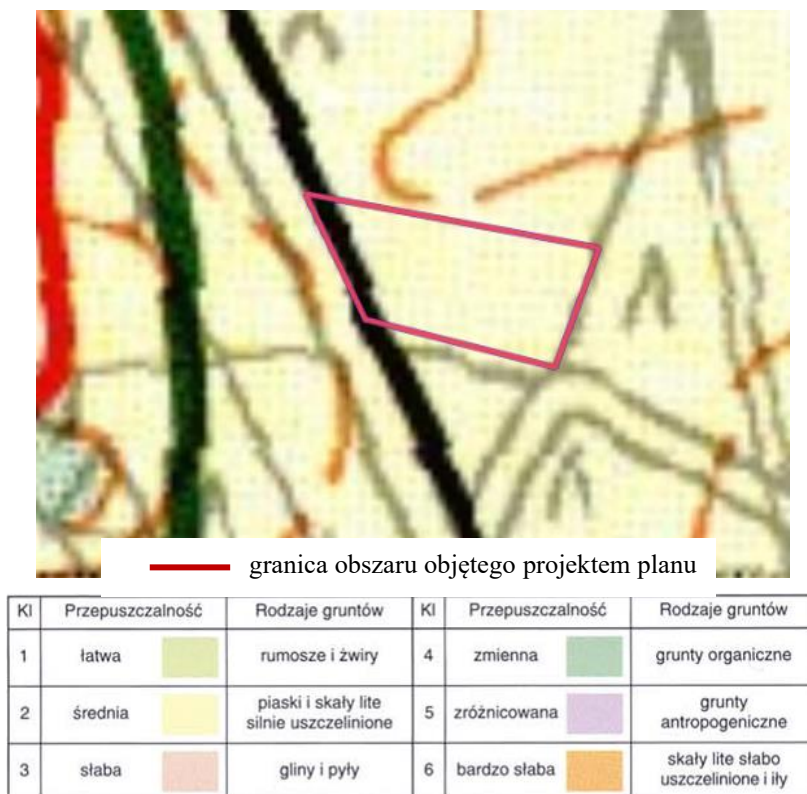 granica obszaru objętego projektem planu
Kl Przepuszczalność Rodzaje gruntów Kl Przepuszczalność Rodzaje gruntów
1 łatwa rumosze i żwiry 4 zmienna grunty organiczne
2 średnia piaski i skały lite
silnie uszczelinione 5 zróżnicowana grunty
antropogeniczne
3 słaba gliny i pyły 6 bardzo słaba skały lite słabo
uszczelinione i iły